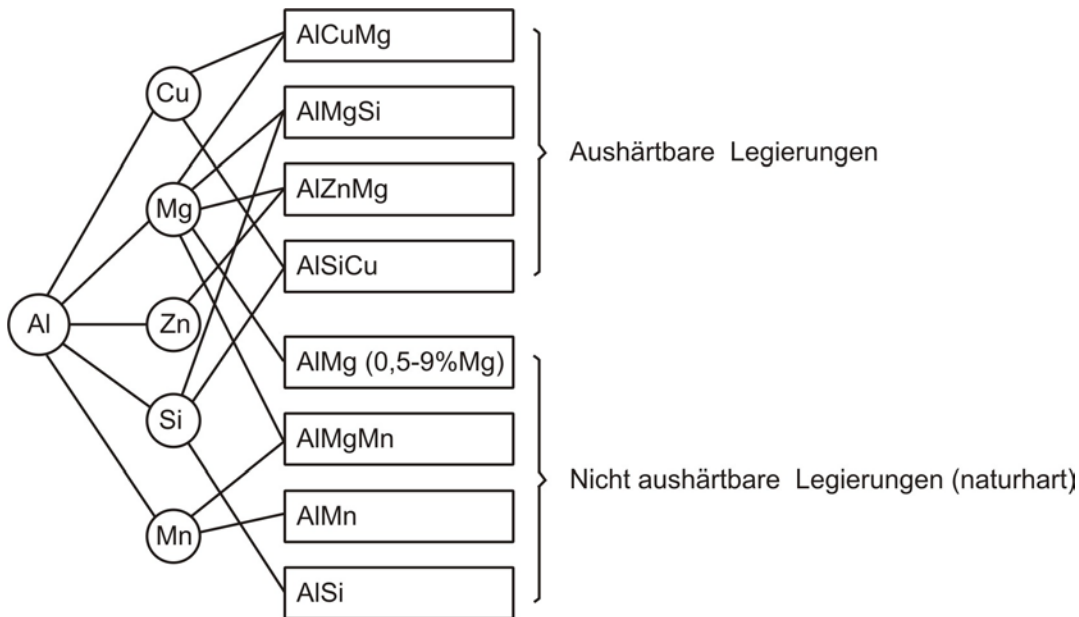 AlCuMg
Cu
AlMgSi
Aushärtbare Legierungen
AlZnMg
Mg
AlSiCu
Al
Zn
AlMg (0,5-9%Mg)
Si
AlMgMn
Nicht aushärtbare Legierungen (naturhart)
AlMn
Mn
AlSi